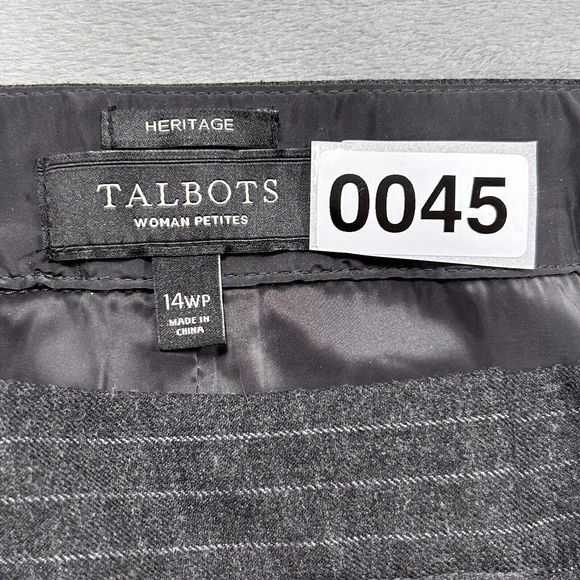 HERITAGE
TALBOTS
WOMAN PETITES
0045
14WP
MADE IN
CHINA